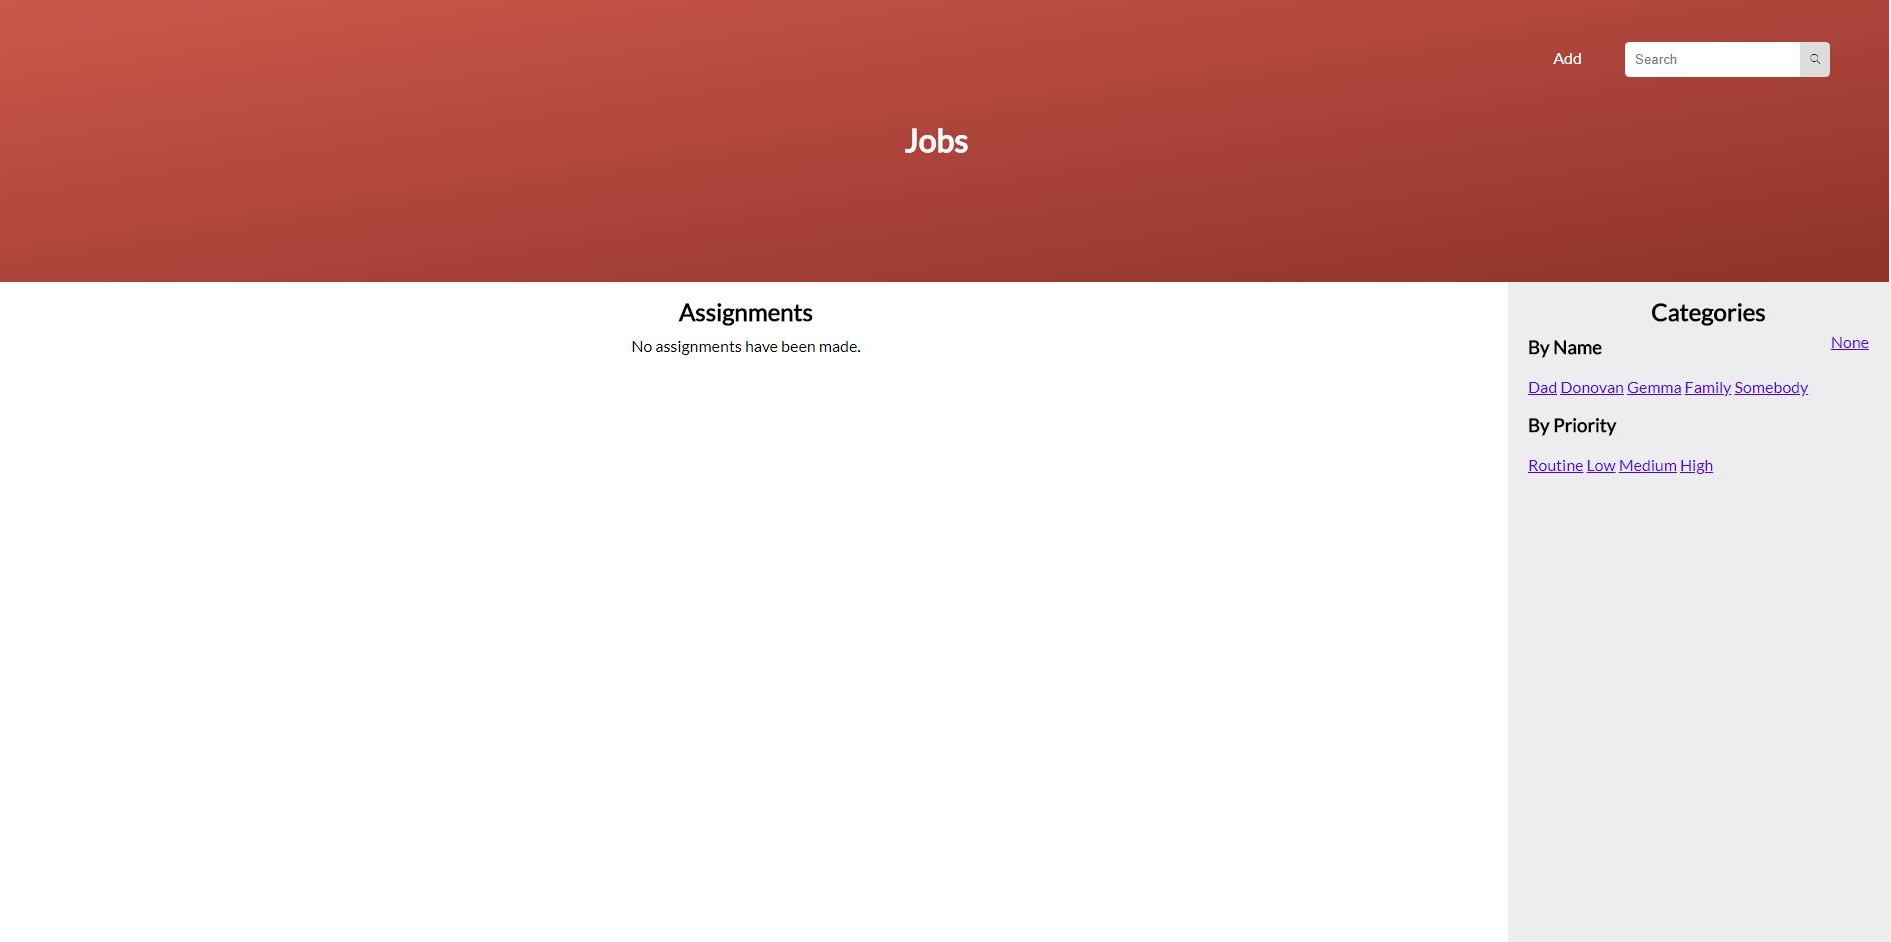 Add
Search
Jobs
Assignments
No assignments have been made.
Categories
By Name
None
Dad Donovan Gemma Family Somebody
By Priority
Routine Low Medium High